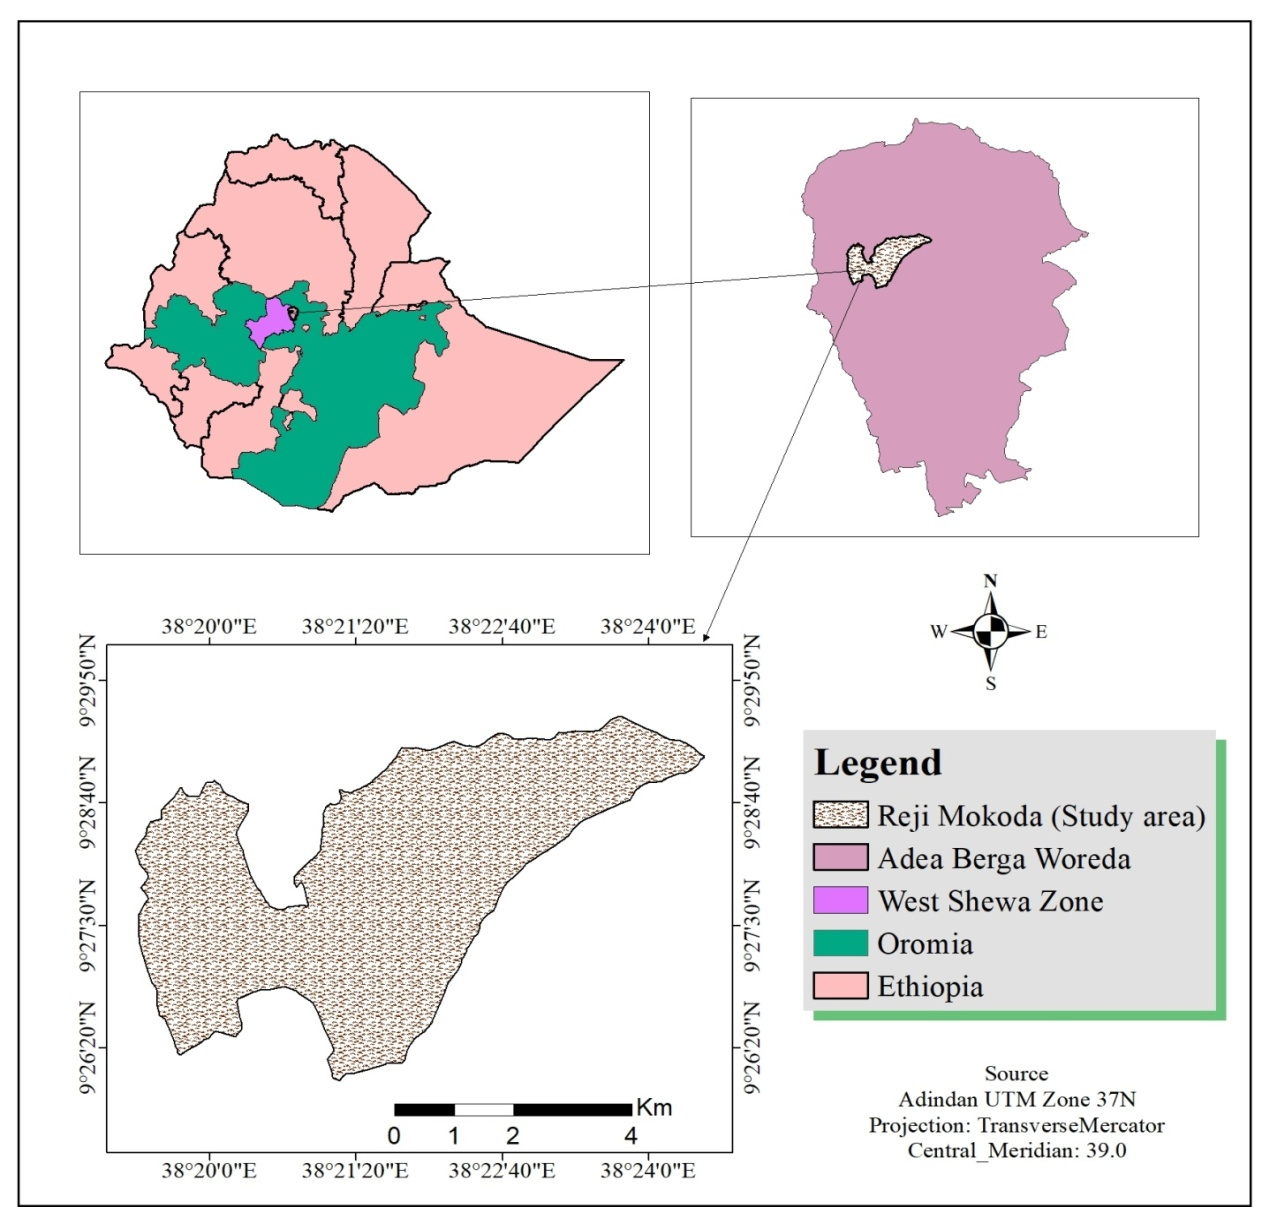 N
W E
S
38°20'0"E 38°21'20"E 38°22'40"E 38°24'0"E
9°29'50"N 9°29'50"N
9°28'40"N 9°28'40"N
9°27'30"N 9°27'30"N
9°26'20"N 9°26'20"N
Km
0 1 2 4
38°20'0"E 38°21'20"E 38°22'40"E 38°24'0"E
Legend
Reji Mokoda (Study area)
Adea Berga Woreda
West Shewa Zone
Oromia
Ethiopia
Source
Adindan UTM Zone 37N
Projection: TransverseMercator
Central_Meridian: 39.0